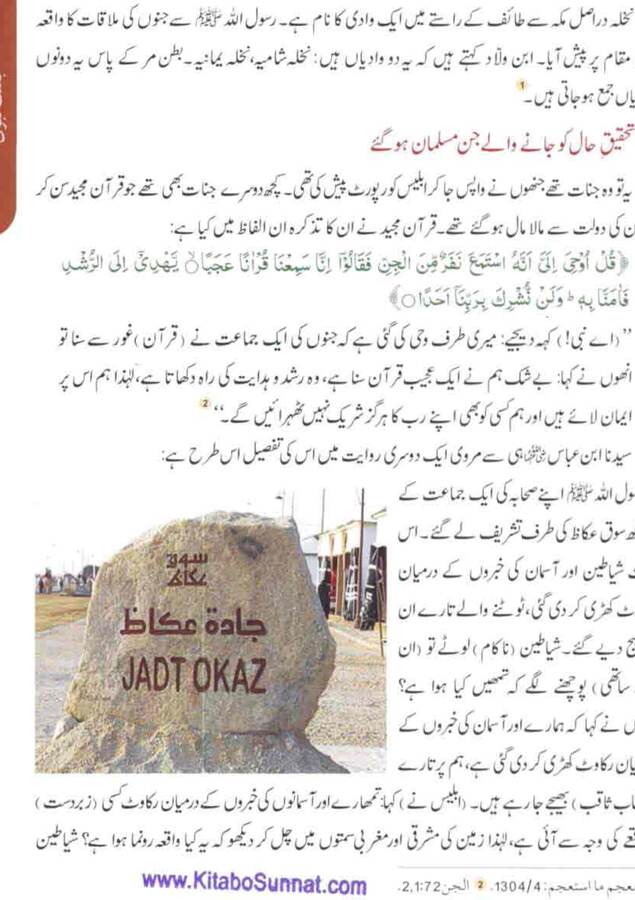 نخلہ دراصل مکہ سے طائف کے راستے میں ایک وادی کا نام ہے۔ رسول اللہ ﷺ سے جنوں کی ملاقات کا واقعہ
مقام پر پیش آیا۔ ابن ولّاد کہتے ہیں کہ یہ دو وادیاں ہیں: نخلہ شامیہ، نخلہ یمانیہ۔ بطن مر کے پاس یہ دونوں
یاں جمع ہو جاتی ہیں۔ 1
تحقیقِ حال کو جانے والے جن مسلمان ہو گئے
یہ تو وہ جنات تھے جنھوں نے واپس جا کر ابلیس کو رپورٹ پیش کی تھی۔ کچھ دوسرے جنات بھی تھے جو قرآن مجید سن کر
ن کی دولت سے مالا مال ہو گئے تھے۔ قرآن مجید نے ان کا تذکرہ ان الفاظ میں کیا ہے:
﴿قُلْ اُوْحِیَ اِلَیَّ اَنَّهُ اسْتَمَعَ نَفَرٌ مِّنَ الْجِنِّ فَقَالُوْۤا اِنَّا سَمِعْنَا قُرْاٰنًا عَجَبًا○ۙ یَّهْدِیْۤ اِلَی الرُّشْدِ
فَاٰمَنَّا بِهٖ ؕ وَلَنْ نُّشْرِكَ بِرَبِّنَاۤ اَحَدًا○﴾
’’(اے نبی!) کہہ دیجیے: میری طرف وحی کی گئی ہے کہ جنوں کی ایک جماعت نے (قرآن) غور سے سنا تو
انھوں نے کہا: بے شک ہم نے ایک عجیب قرآن سنا ہے، وہ رشد و ہدایت کی راہ دکھاتا ہے، لہٰذا ہم اس پر
ایمان لائے ہیں اور ہم کسی کو بھی اپنے رب کا ہرگز شریک نہیں ٹھہرائیں گے۔‘‘ 2
سیدنا ابن عباس ؓ ہی سے مروی ایک دوسری روایت میں اس کی تفصیل اس طرح ہے:
سول اللہ ﷺ اپنے صحابہ کی ایک جماعت کے
ھ سوق عکاظ کی طرف تشریف لے گئے۔ اس
شیاطین اور آسمان کی خبروں کے درمیان
وٹ کھڑی کر دی گئی، ٹوٹنے والے تارے ان
یج دیے گئے۔ شیاطین (ناکام) لوٹے تو (ان
ساتھی) پوچھنے لگے کہ تمھیں کیا ہوا ہے؟
ں نے کہا کہ ہمارے اور آسمان کی خبروں کے
یان رکاوٹ کھڑی کر دی گئی ہے، ہم پر تارے
اب ثاقب) بھیجے جا رہے ہیں۔ (ابلیس نے) کہا: تمھارے اور آسمانوں کی خبروں کے درمیان رکاوٹ کسی (زبردست)
قعے کی وجہ سے آئی ہے، لہٰذا زمین کی مشرقی اور مغربی سمتوں میں چل کر دیکھو کہ یہ کیا واقعہ رونما ہوا ہے؟ شیاطین
سوق
عكاظ
جادة عكاظ
JADT OKAZ
معجم ما استعجم: 1304/4. 2 الجن 2,1:72.
www.KitaboSunnat.com